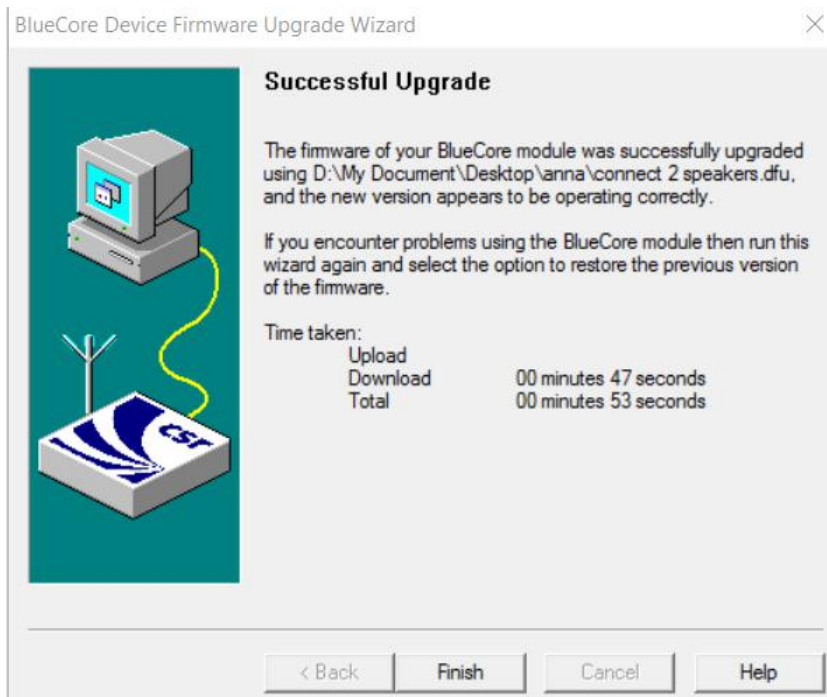 BlueCore Device Firmware Upgrade Wizard
Successful Upgrade
The firmware of your BlueCore module was successfully upgraded
using D:\My Document\Desktop\anna\connect 2 speakers.dfu,
and the new version appears to be operating correctly.
If you encounter problems using the BlueCore module then run this
wizard again and select the option to restore the previous version
of the firmware.
Time taken:
Upload
Download 00 minutes 47 seconds
Total 00 minutes 53 seconds
csr
< Back Finish Cancel Help